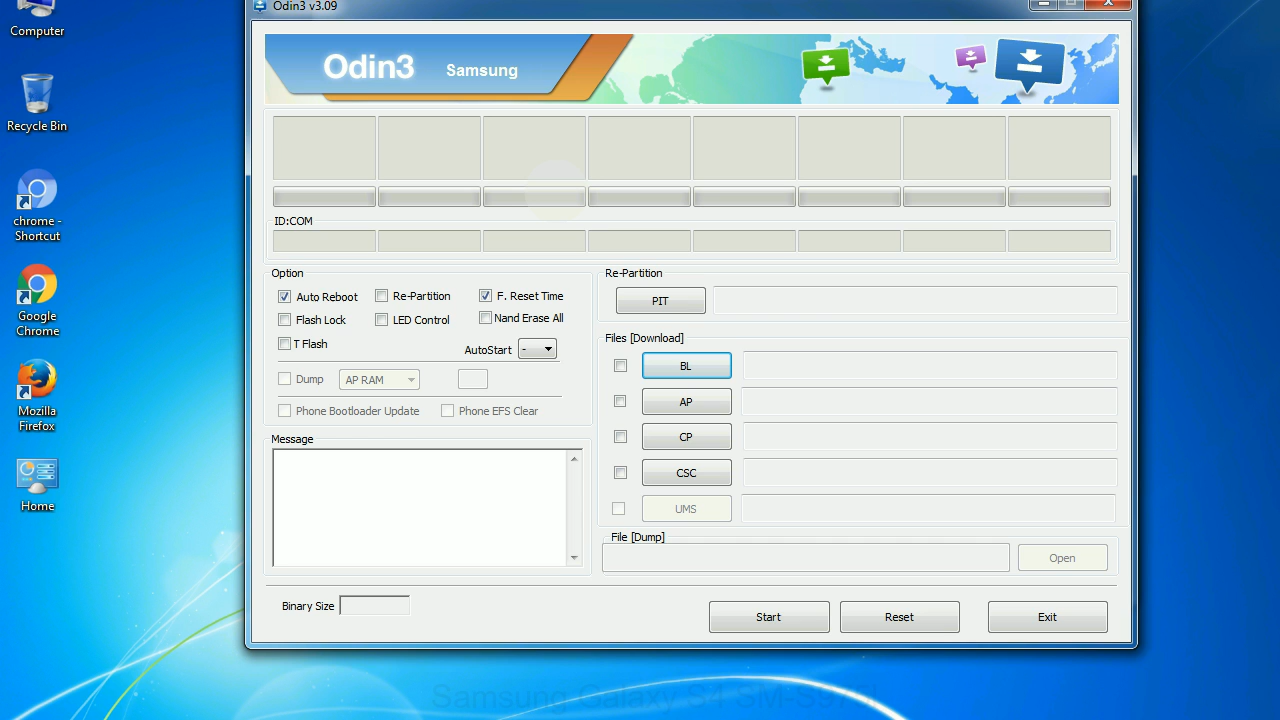 Odin3 v3.09
Computer
Recycle Bin
chrome -
Shortcut
Google
Chrome
Mozilla
Firefox
Home
Odin3 Samsung
ID:COM
Option
Auto Reboot
Re-Partition
F. Reset Time
Flash Lock
LED Control
Nand Erase All
T Flash
AutoStart -
Dump
AP RAM
Phone Bootloader Update
Phone EFS Clear
Message
Re-Partition
PIT
Files [Download]
BL
AP
CP
CSC
UMS
File [Dump]
Open
Binary Size
Start
Reset
Exit
Samsung Galaxy S4